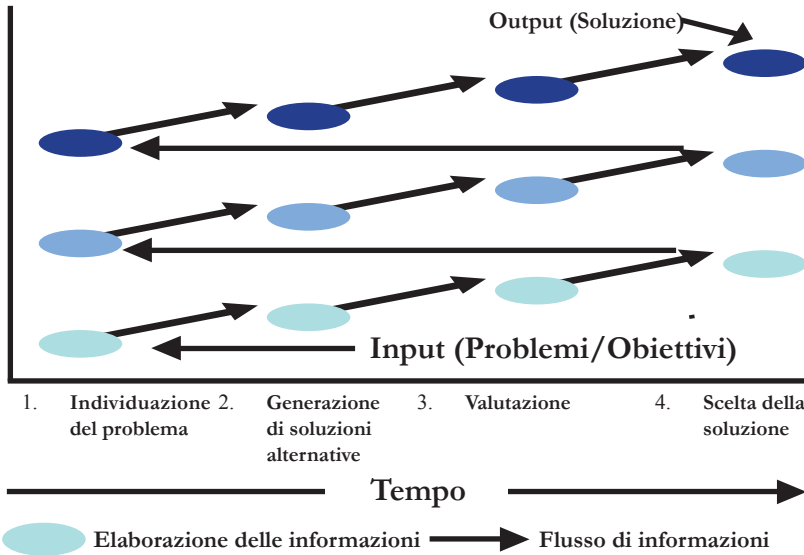 Output (Soluzione)
Input (Problemi/Obiettivi)
1. Individuazione del problema
2. Generazione di soluzioni alternative
3. Valutazione
4. Scelta della soluzione
Tempo
Elaborazione delle informazioni
Flusso di informazioni